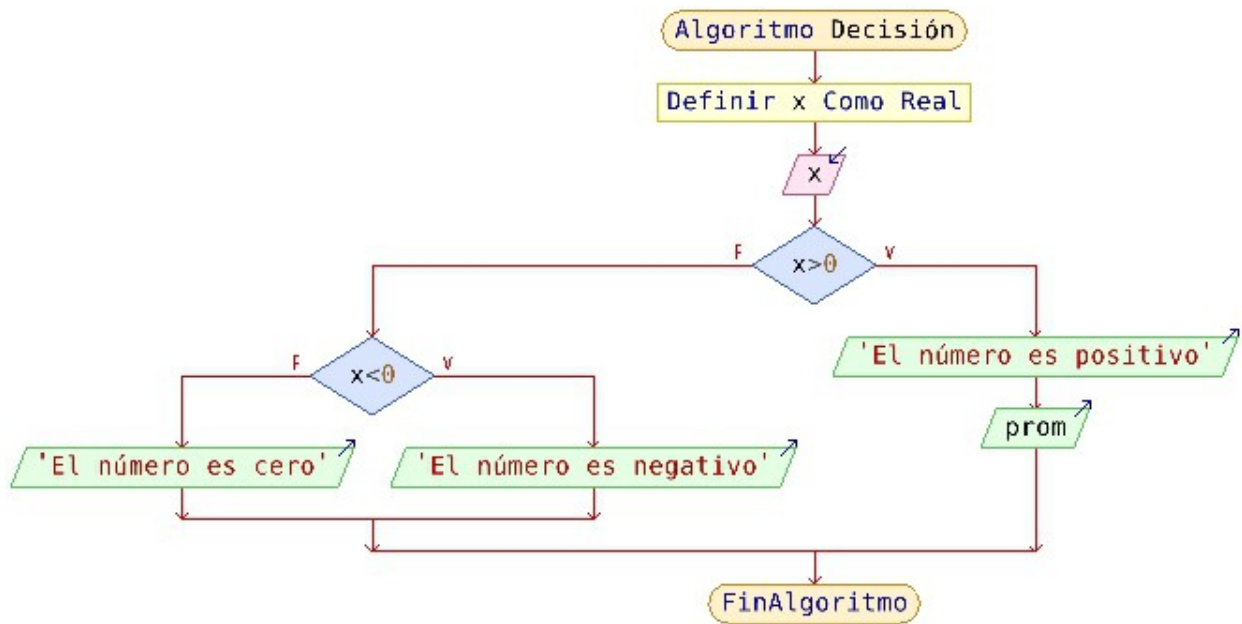 Algoritmo Decisión
Definir x Como Real
x
x>0
F
V
x<0
F
V
'El número es positivo'
prom
'El número es cero'
'El número es negativo'
FinAlgoritmo